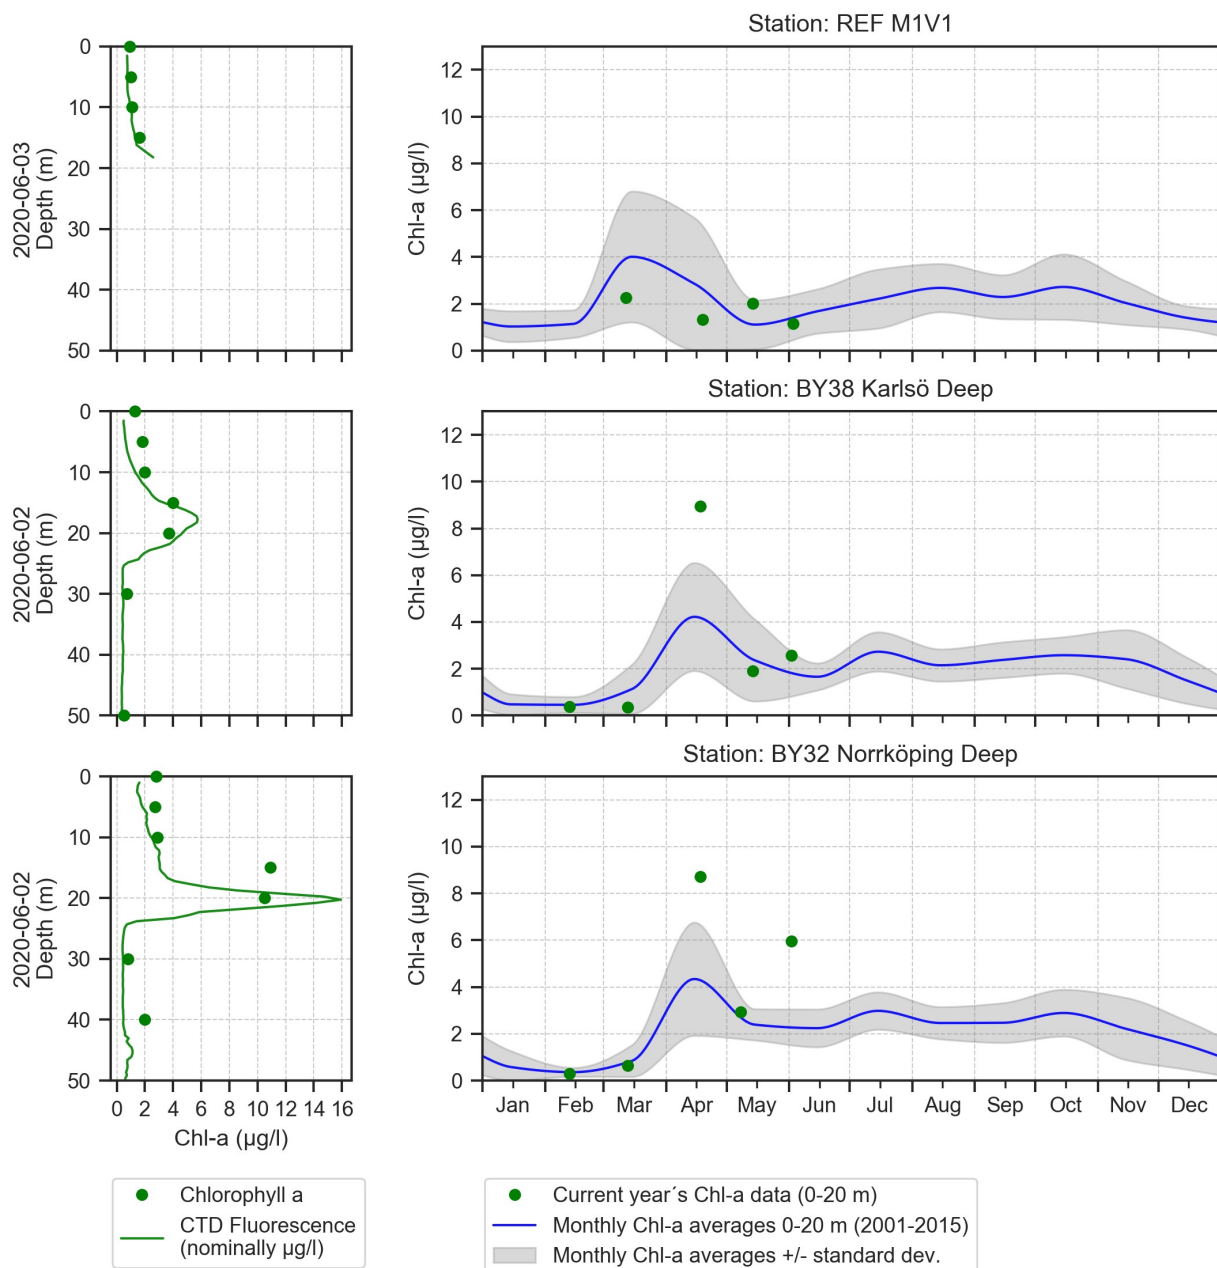 Station: REF M1V1
0
10
20
30
40
50
2020-06-03
Depth (m)
12
10
8
6
4
2
0
Chl-a (µg/l)
Station: BY38 Karlsö Deep
0
10
20
30
40
50
2020-06-02
Depth (m)
12
10
8
6
4
2
0
Chl-a (µg/l)
Station: BY32 Norrköping Deep
0
10
20
30
40
50
2020-06-02
Depth (m)
0 2 4 6 8 10 12 14 16
Chl-a (µg/l)
12
10
8
6
4
2
0
Chl-a (µg/l)
Jan Feb Mar Apr May Jun Jul Aug Sep Oct Nov Dec
Chlorophyll a
CTD Fluorescence
(nominally µg/l)
Current year´s Chl-a data (0-20 m)
Monthly Chl-a averages 0-20 m (2001-2015)
Monthly Chl-a averages +/- standard dev.